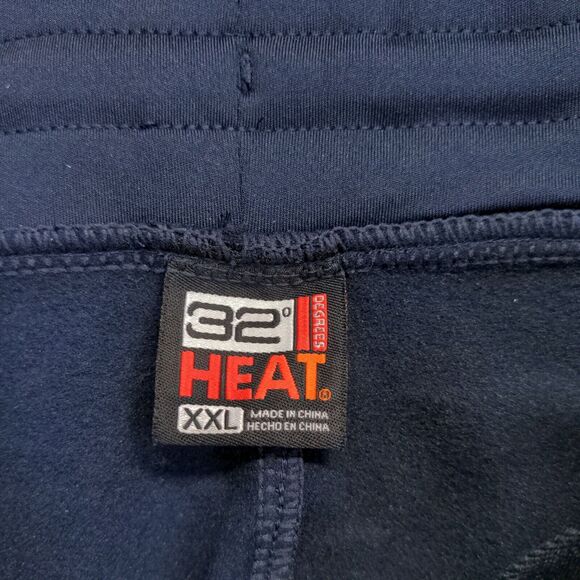 32° DEGREES
HEAT®
XXL
MADE IN CHINA
HECHO EN CHINA